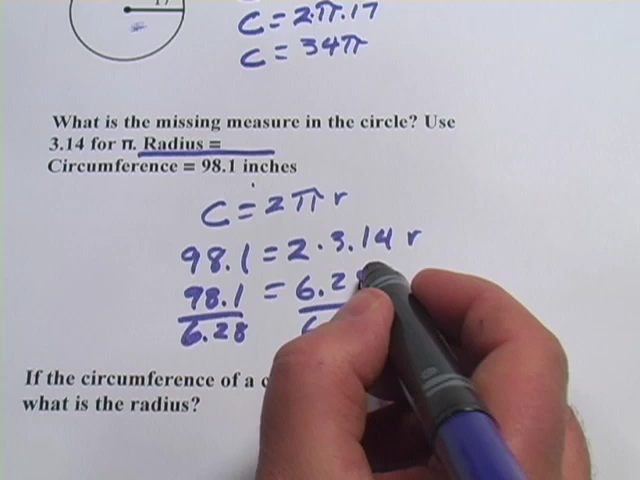 17
C = 2·π·17
C = 34π
What is the missing measure in the circle? Use
3.14 for π. Radius =
Circumference = 98.1 inches
C = 2πr
98.1 = 2·3.14 r
98.1 = 6.2
6.28 6
If the circumference of a
what is the radius?